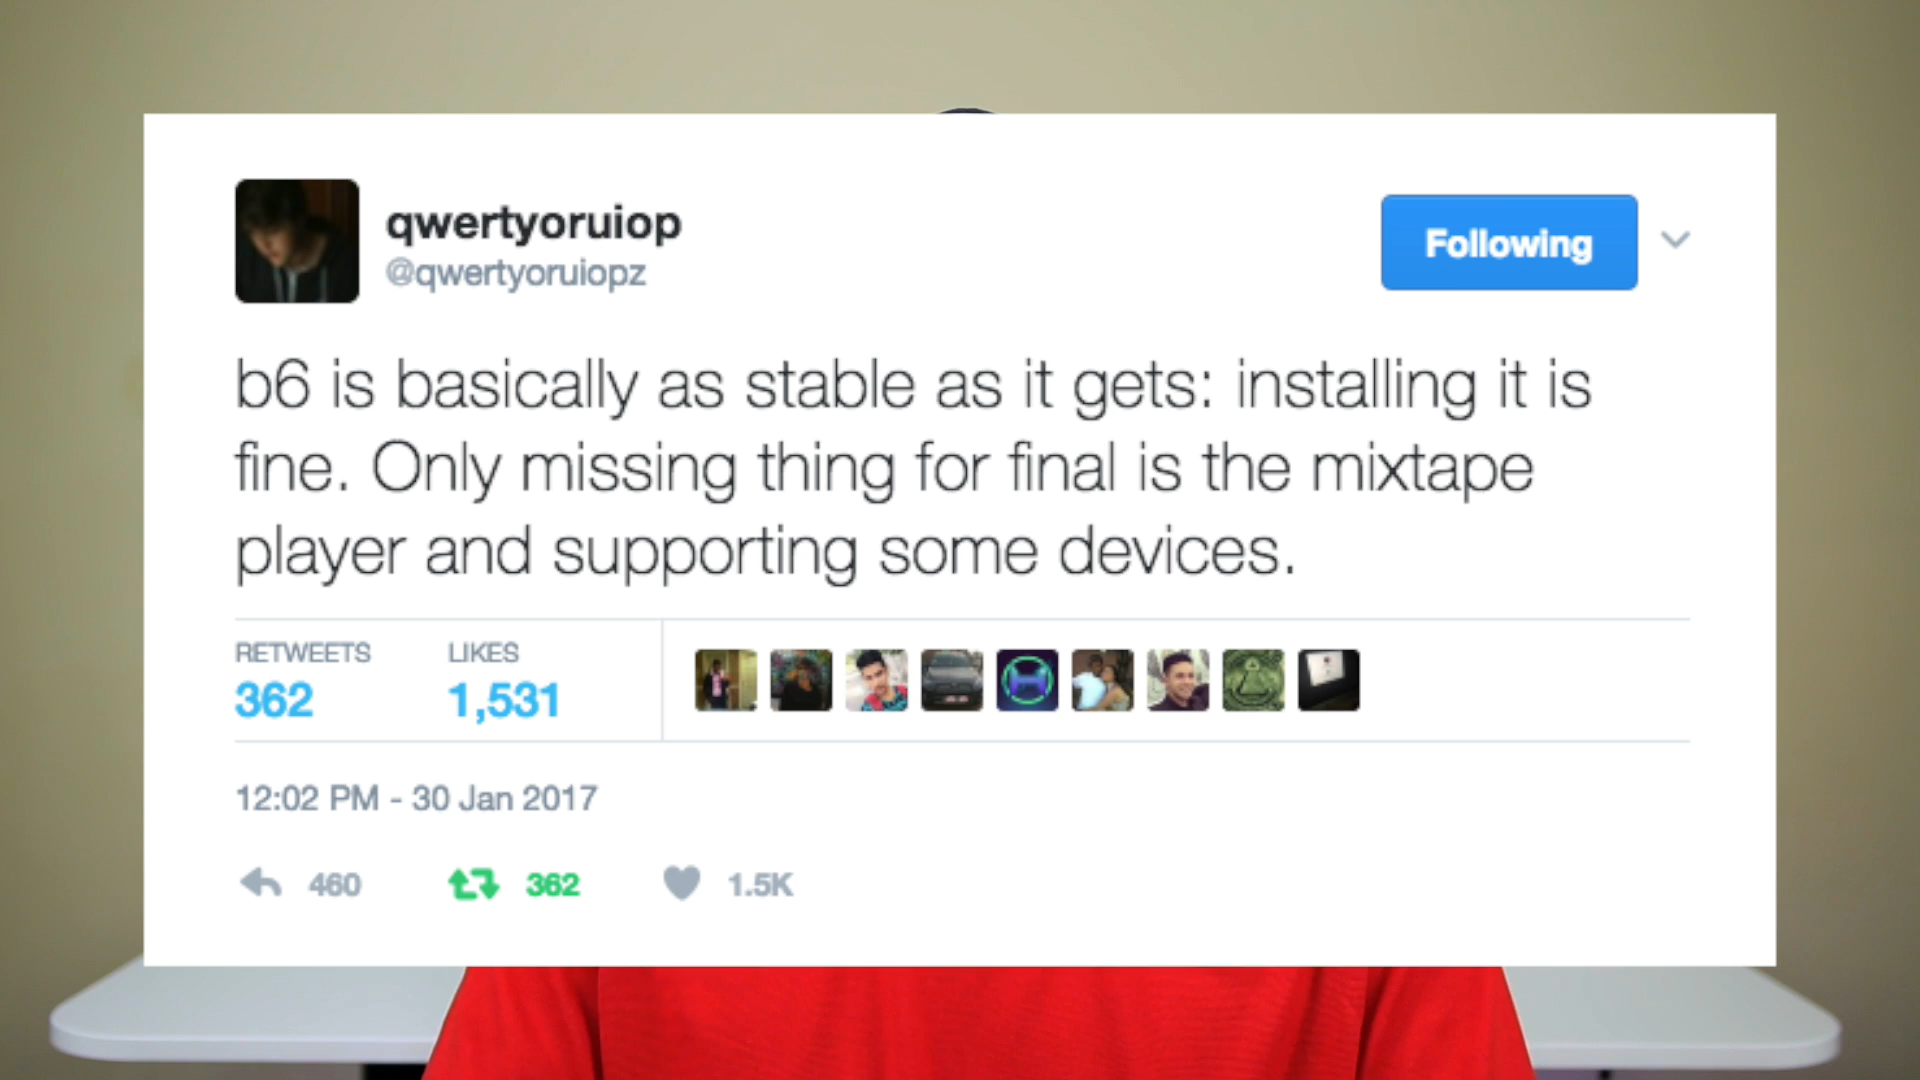 qwertyoruiop
@qwertyoruiopz
Following
b6 is basically as stable as it gets: installing it is
fine. Only missing thing for final is the mixtape
player and supporting some devices.
RETWEETS LIKES
362 1,531
12:02 PM - 30 Jan 2017
460 362 1.5K